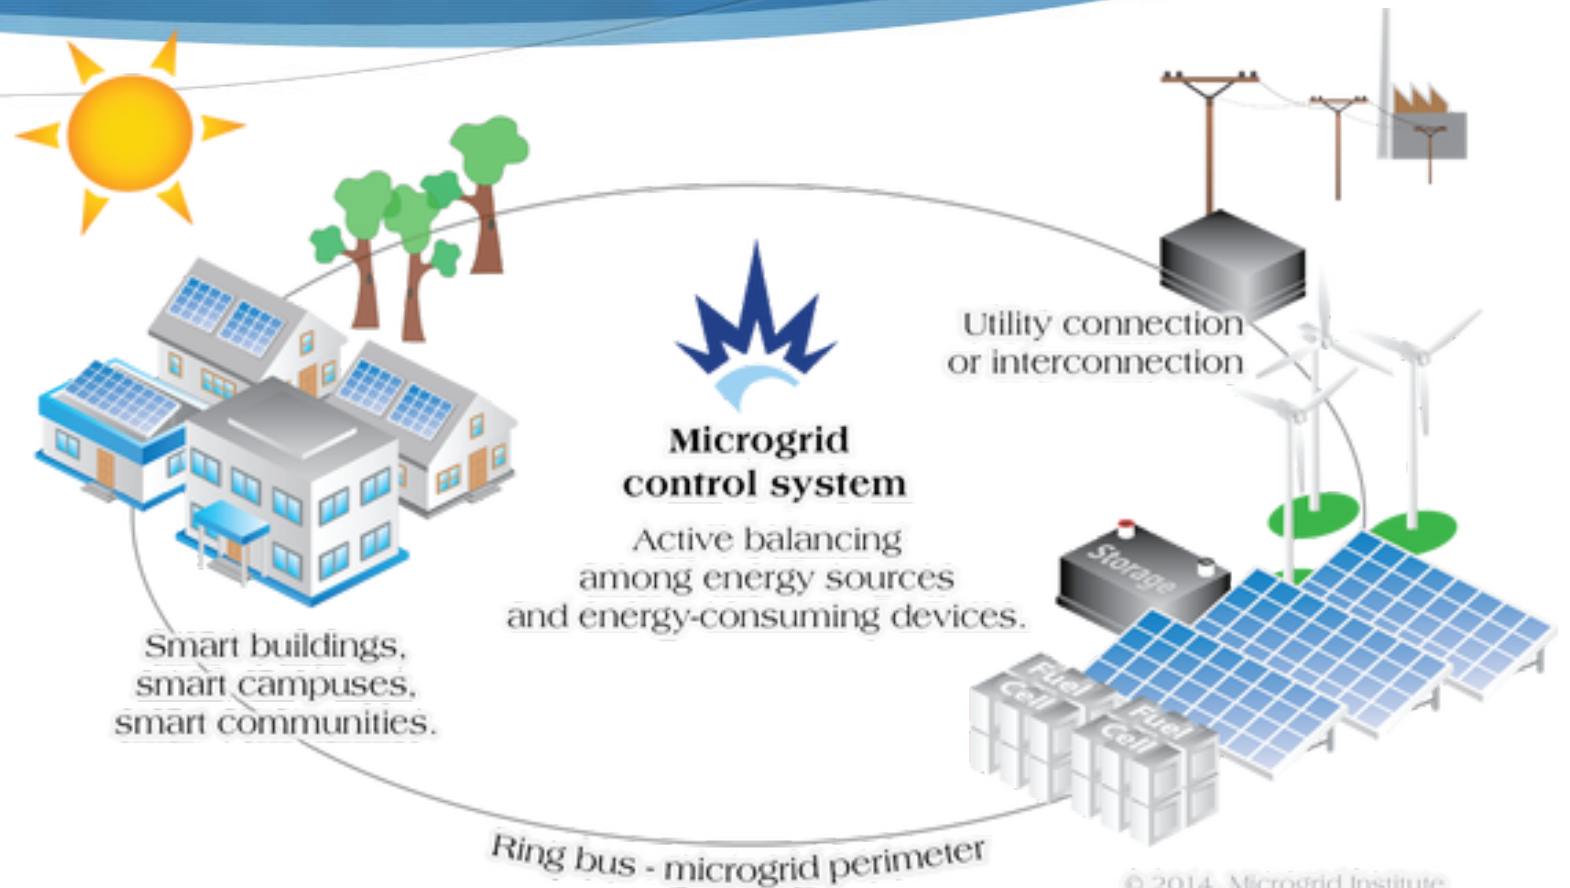 Utility connection
or interconnection
Microgrid
control system
Active balancing
among energy sources
and energy-consuming devices.
Storage
Smart buildings,
smart campuses,
smart communities.
Fuel
Cell
Fuel
Cell
Ring bus - microgrid perimeter
© 2014 Microgrid Institute